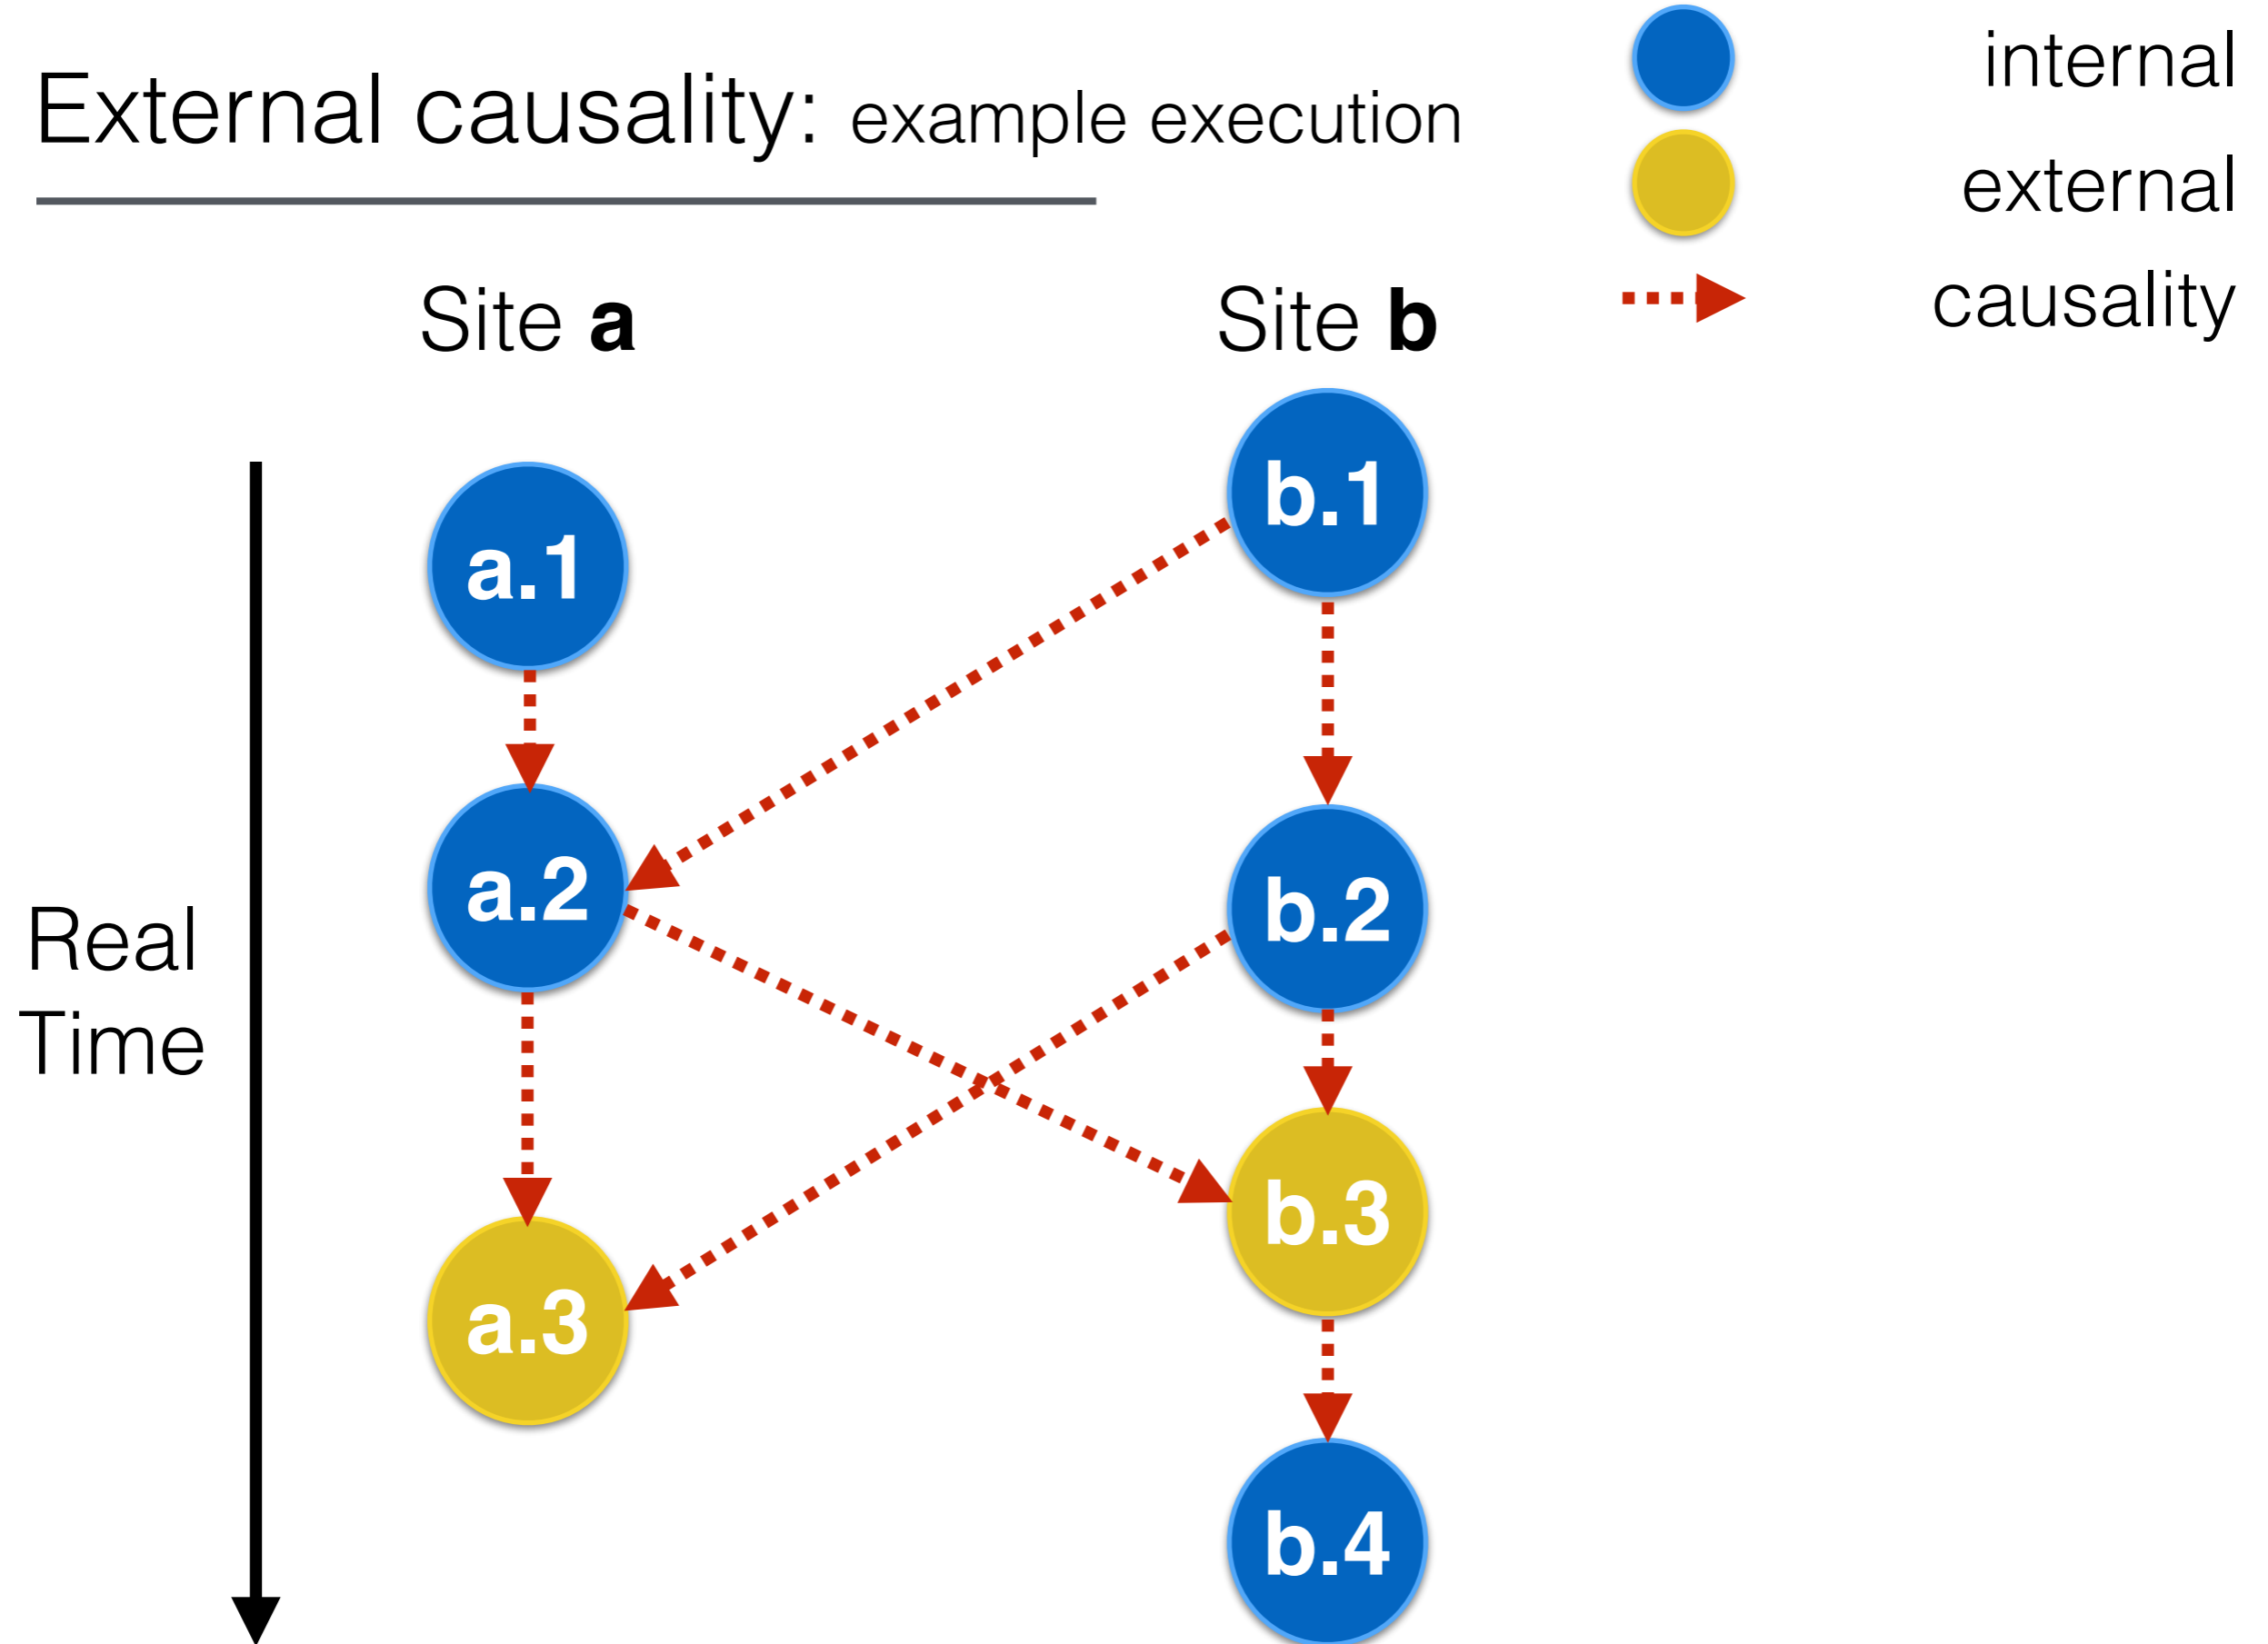 External causality: example execution
internal
external
causality
Site a
Site b
b.1
a.1
a.2
b.2
Real
Time
b.3
a.3
b.4